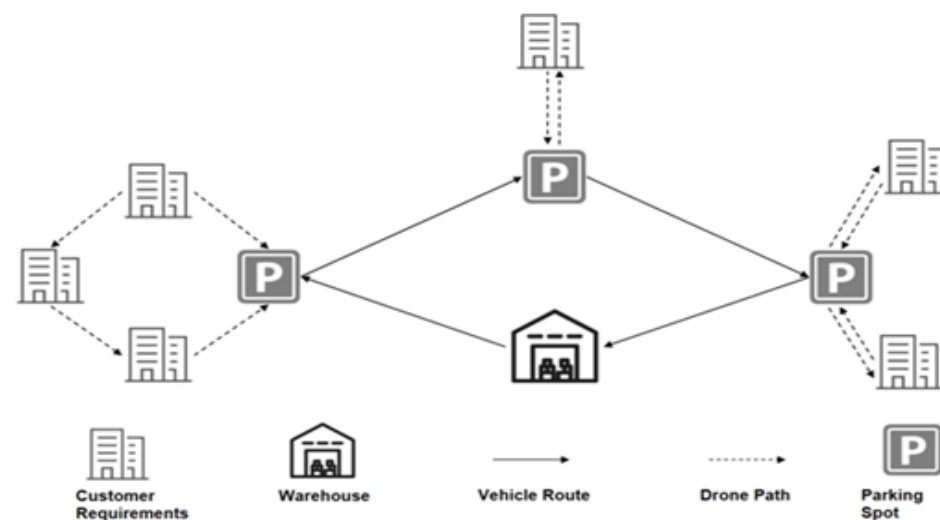 P
P
P
P
Customer
Requirements
Warehouse
Vehicle Route
Drone Path
Parking
Spot